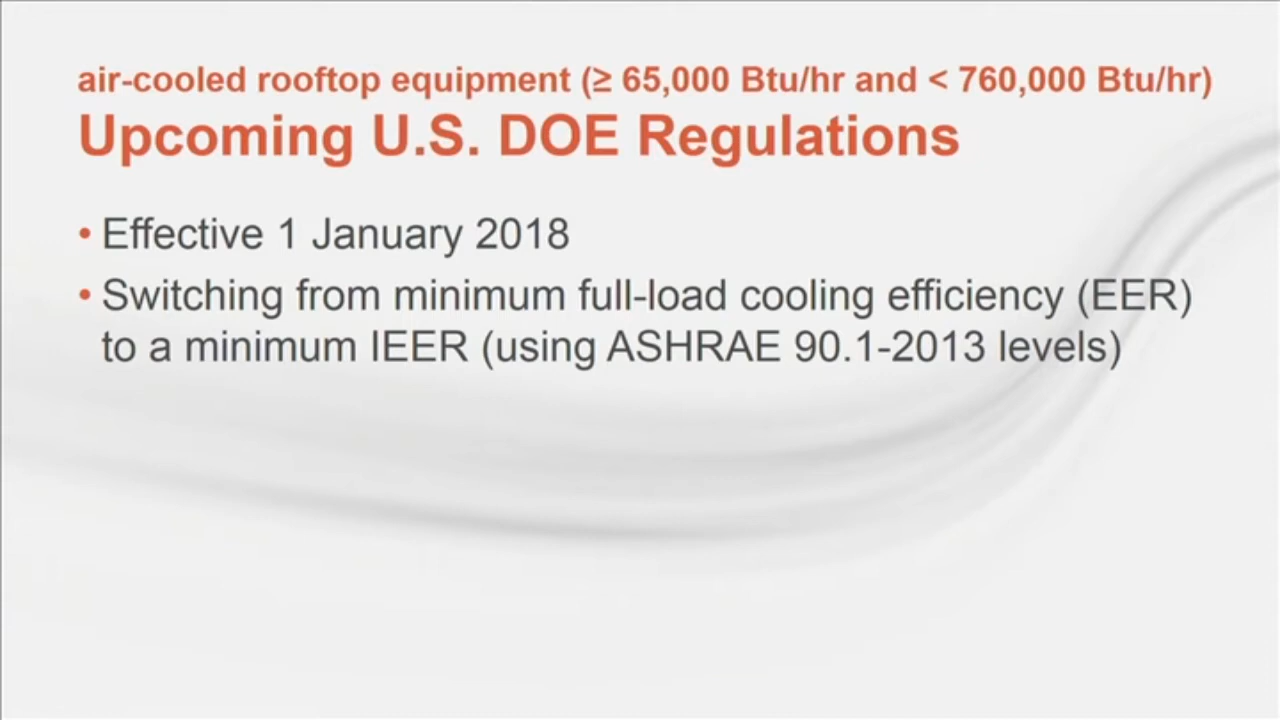 air-cooled rooftop equipment (≥ 65,000 Btu/hr and < 760,000 Btu/hr)
Upcoming U.S. DOE Regulations
• Effective 1 January 2018
• Switching from minimum full-load cooling efficiency (EER)
to a minimum IEER (using ASHRAE 90.1-2013 levels)